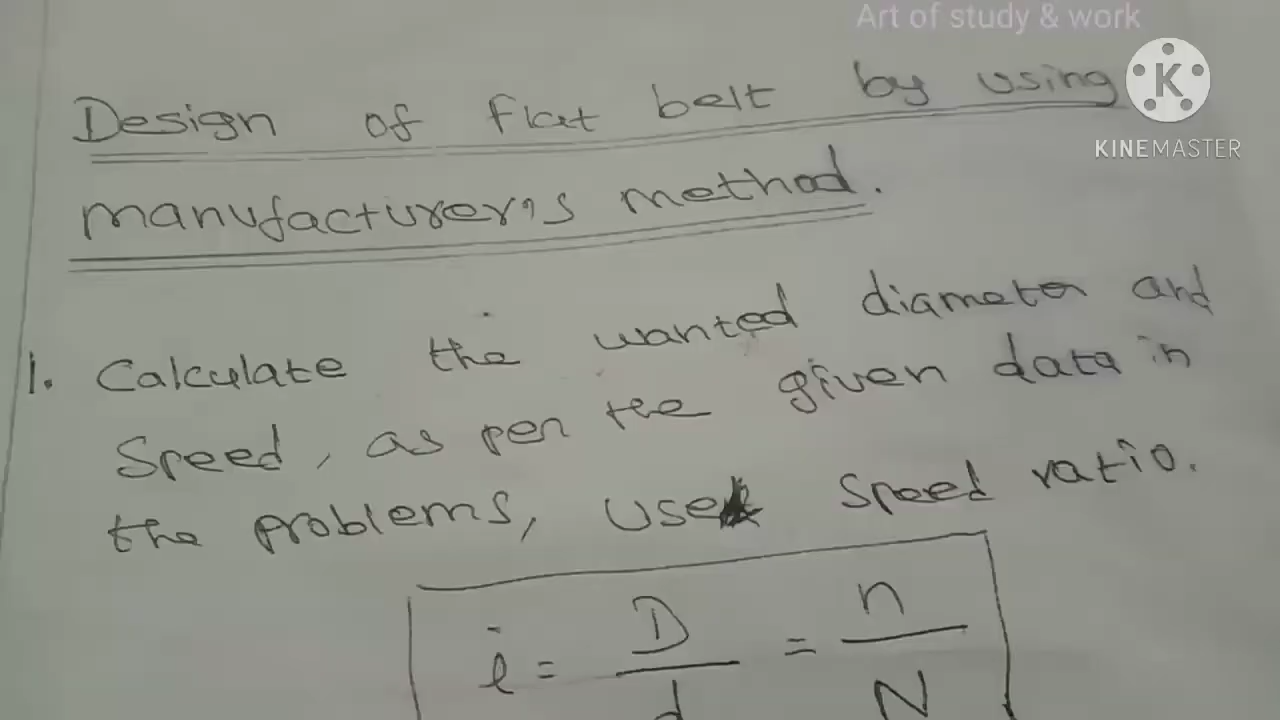 Art of study & work
K
KINEMASTER
Design of flat belt by using
manufacturer's method.
1. Calculate the wanted diameter and
Speed, as per the given data in
the problems, use speed ratio.
i = D/d = n/N